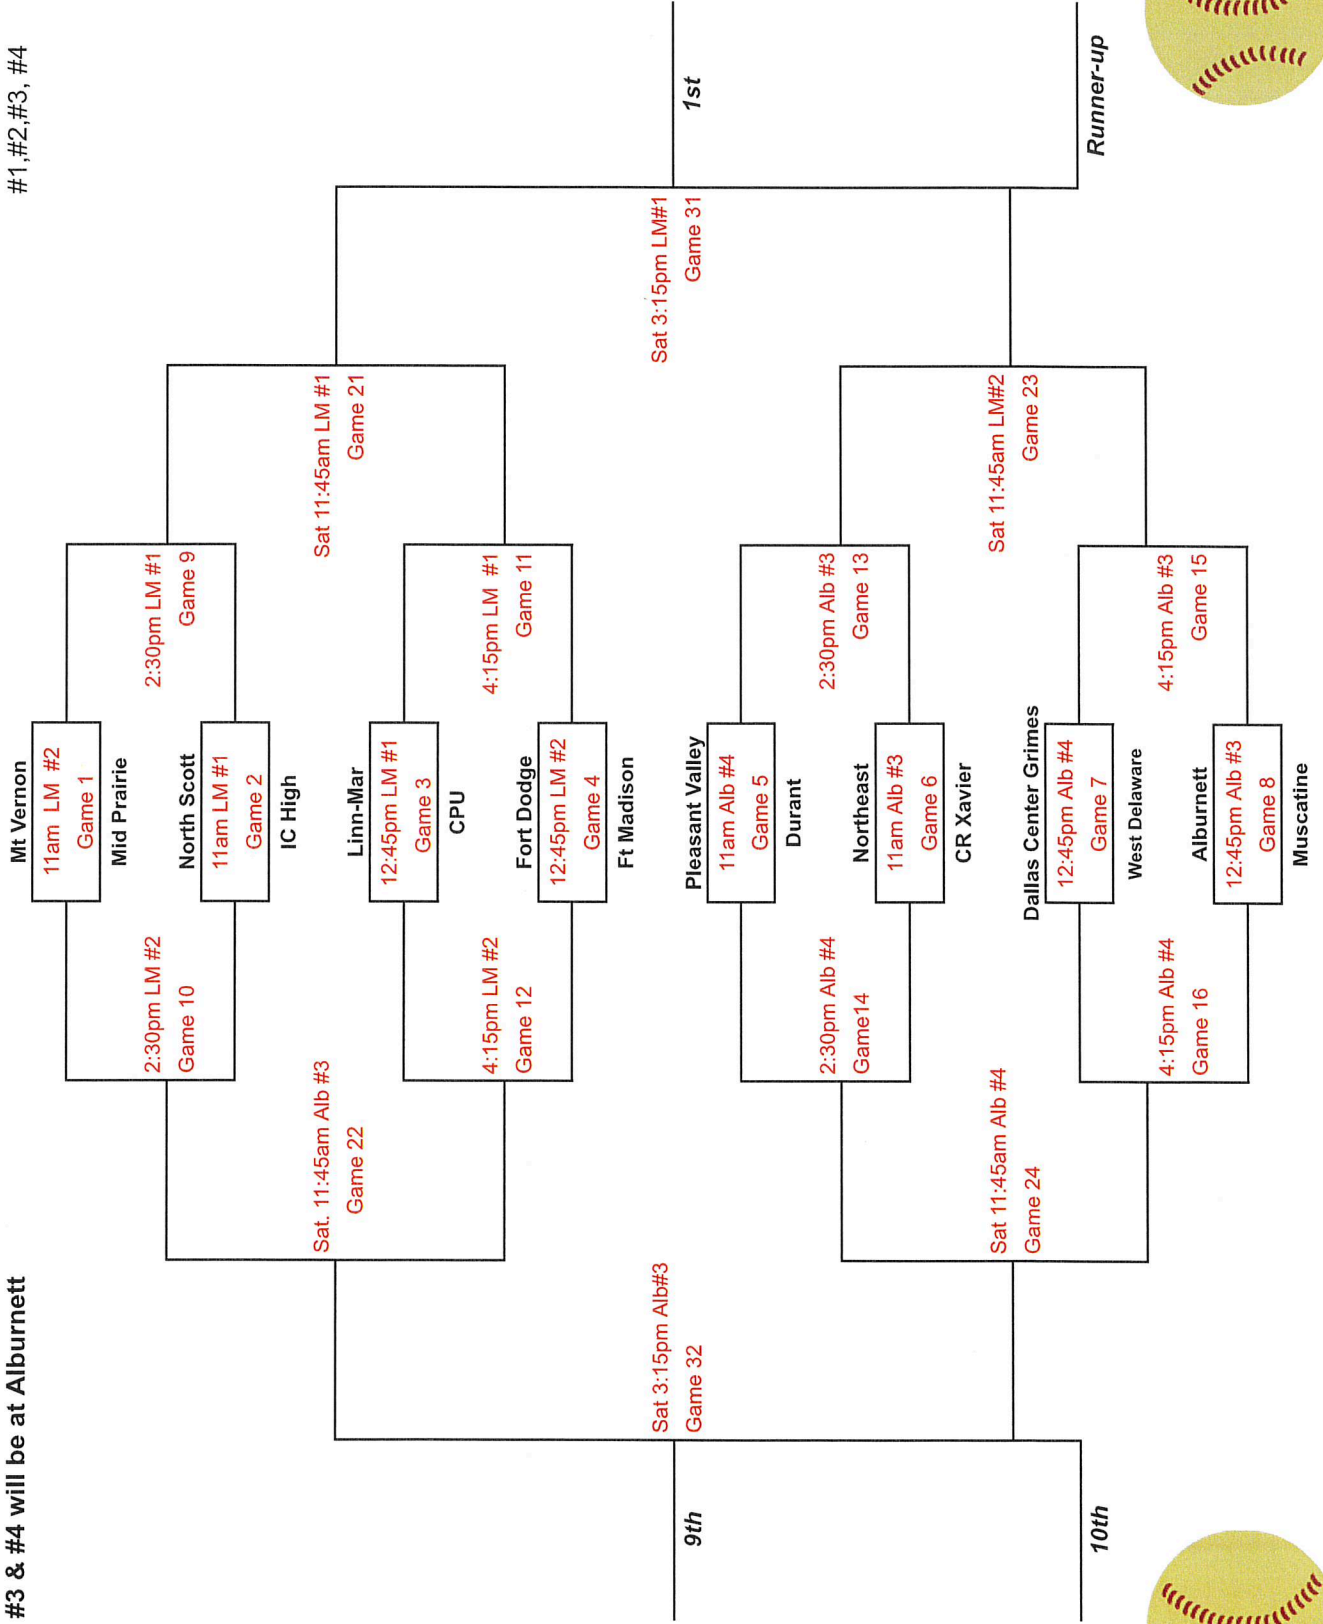 #3 & #4 will be at Alburnett
#1,#2,#3, #4
Mt Vernon
11am LM #2
Game 1
Mid Prairie
2:30pm LM #2
Game 10
2:30pm LM #1
Game 9
North Scott
11am LM #1
Game 2
IC High
Sat. 11:45am Alb #3
Game 22
Sat 11:45am LM #1
Game 21
Linn-Mar
12:45pm LM #1
Game 3
CPU
4:15pm LM #2
Game 12
4:15pm LM #1
Game 11
Fort Dodge
12:45pm LM #2
Game 4
Ft Madison
Sat 3:15pm Alb#3
Game 32
9th
Sat 3:15pm LM#1
Game 31
1st
Pleasant Valley
11am Alb #4
Game 5
Durant
2:30pm Alb #4
Game14
2:30pm Alb #3
Game 13
Northeast
11am Alb #3
Game 6
CR Xavier
Sat 11:45am Alb #4
Game 24
Sat 11:45am LM#2
Game 23
Dallas Center Grimes
12:45pm Alb #4
Game 7
West Delaware
10th
Runner-up
4:15pm Alb #4
Game 16
4:15pm Alb #3
Game 15
Alburnett
12:45pm Alb #3
Game 8
Muscatine